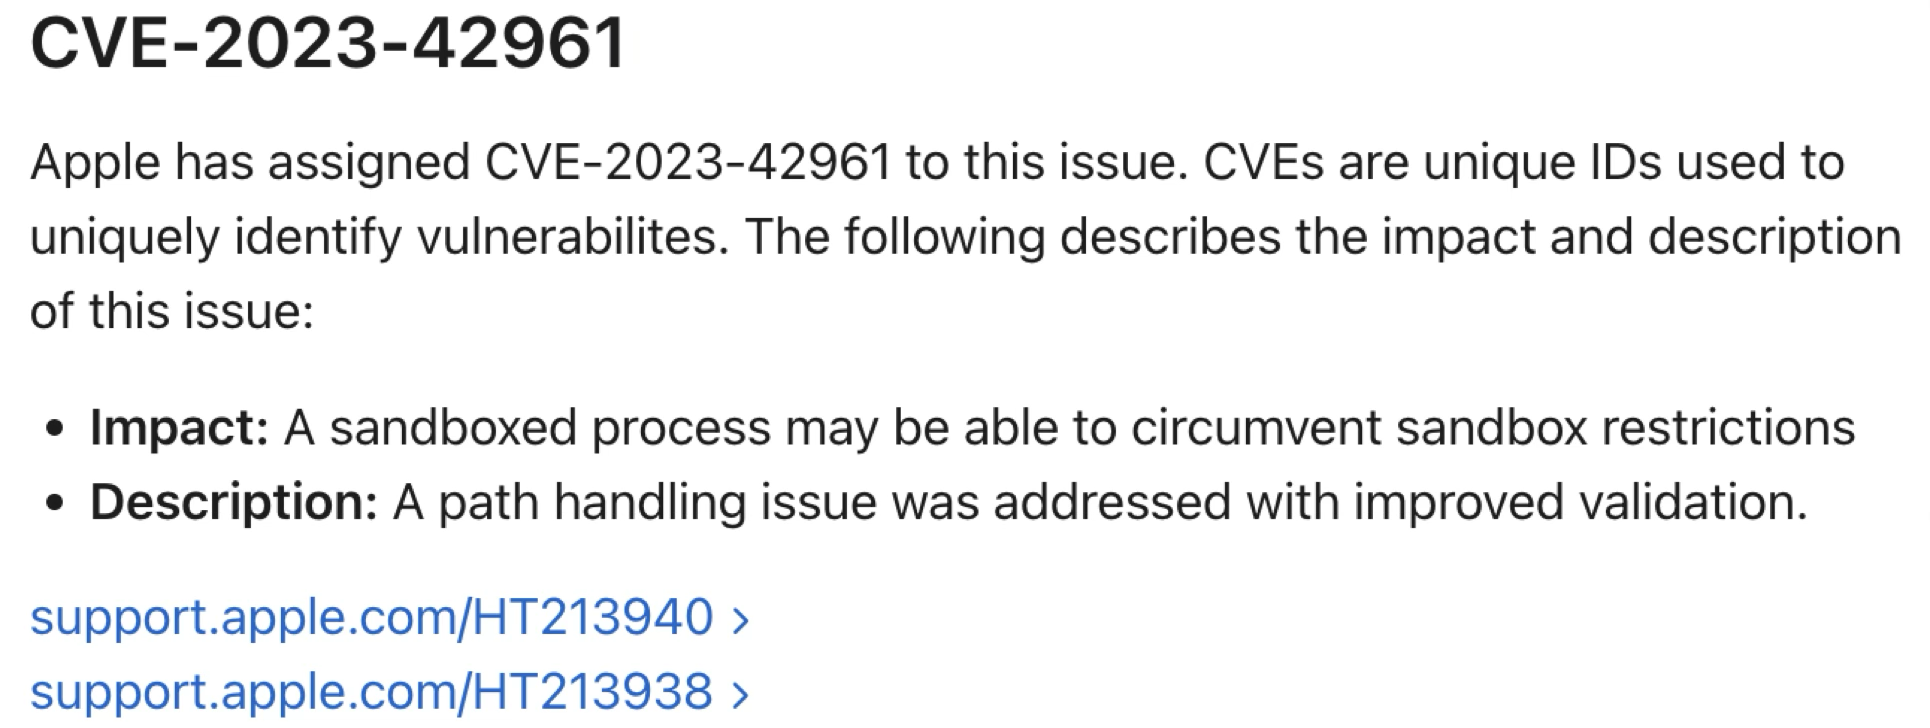 CVE-2023-42961
Apple has assigned CVE-2023-42961 to this issue. CVEs are unique IDs used to
uniquely identify vulnerabilites. The following describes the impact and description
of this issue:
• Impact: A sandboxed process may be able to circumvent sandbox restrictions
• Description: A path handling issue was addressed with improved validation.
support.apple.com/HT213940 >
support.apple.com/HT213938 >